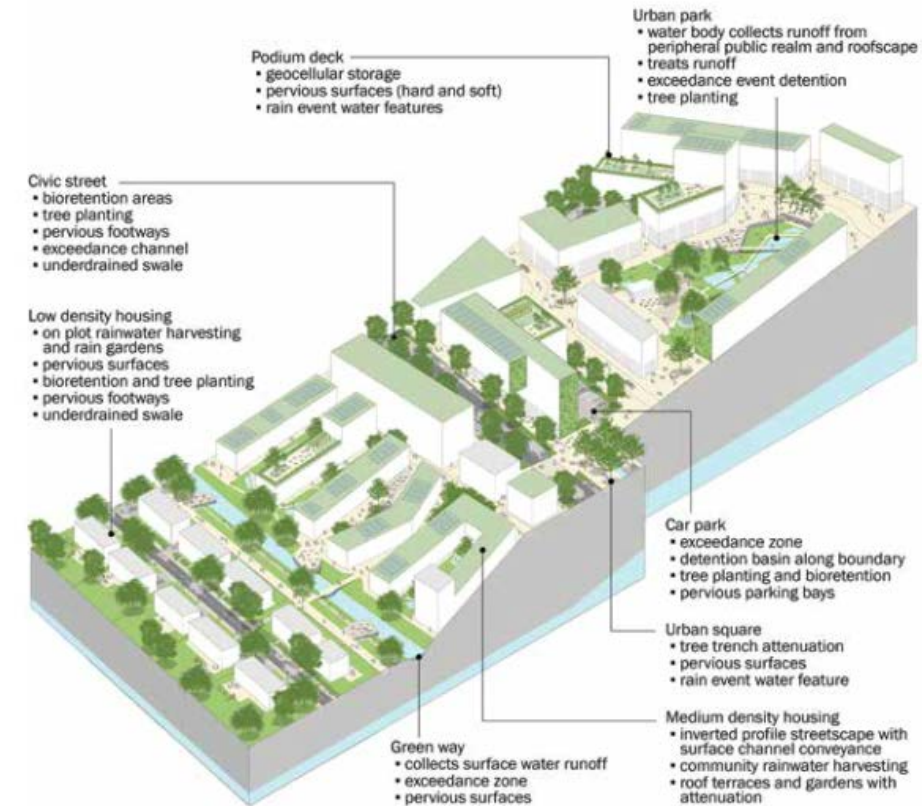 Urban park
• water body collects runoff from
peripheral public realm and roofscape
• treats runoff
• exceedance event detention
• tree planting
Podium deck
• geocellular storage
• pervious surfaces (hard and soft)
• rain event water features
Civic street
• bioretention areas
• tree planting
• pervious footways
• exceedance channel
• underdrained swale
Low density housing
• on plot rainwater harvesting
and rain gardens
• pervious surfaces
• bioretention and tree planting
• pervious footways
• underdrained swale
Car park
• exceedance zone
• detention basin along boundary
• tree planting and bioretention
• pervious parking bays
Urban square
• tree trench attenuation
• pervious surfaces
• rain event water feature
Medium density housing
• inverted profile streetscape with
surface channel conveyance
• community rainwater harvesting
• roof terraces and gardens with
attenuation
Green way
• collects surface water runoff
• exceedance zone
• pervious surfaces